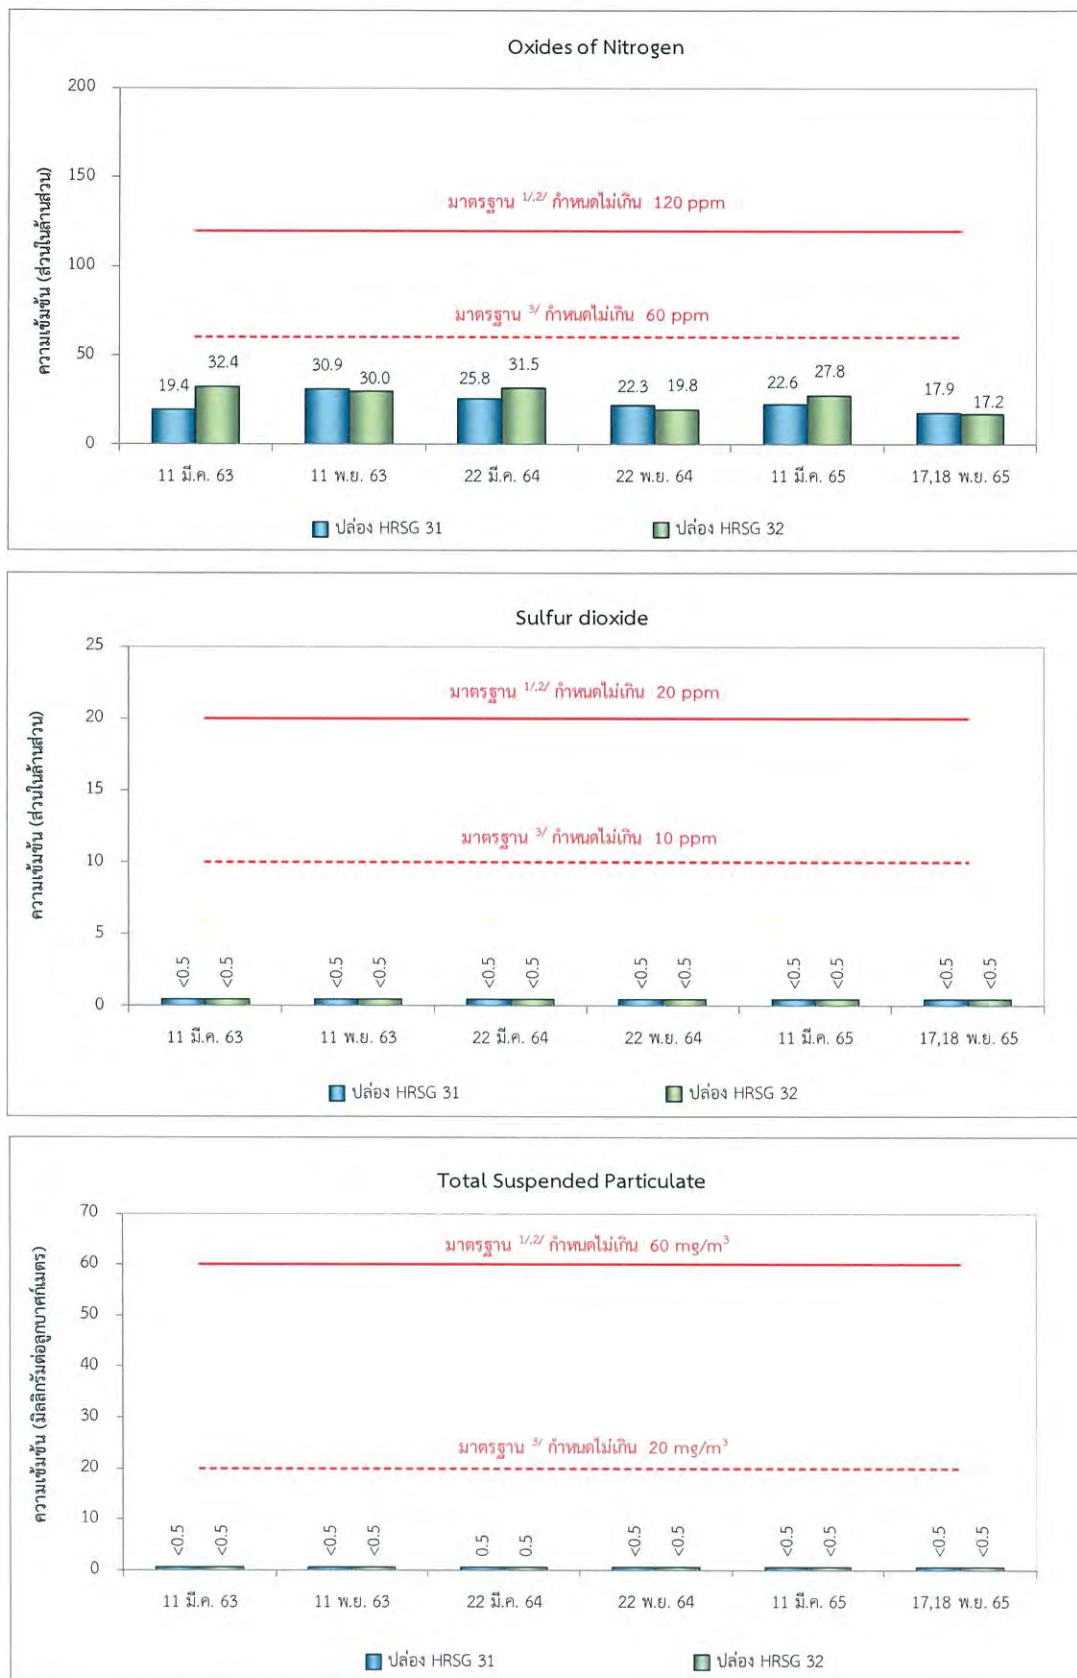 Oxides of Nitrogen
ความเข้มข้น (ส่วนในล้านส่วน)
200
150
100
50
0
มาตรฐาน 1/,2/ กำหนดไม่เกิน 120 ppm
มาตรฐาน 3/ กำหนดไม่เกิน 60 ppm
19.4 32.4 30.9 30.0 25.8 31.5 22.3 19.8 22.6 27.8 17.9 17.2
11 มี.ค. 63 11 พ.ย. 63 22 มี.ค. 64 22 พ.ย. 64 11 มี.ค. 65 17,18 พ.ย. 65
ปล่อง HRSG 31 ปล่อง HRSG 32
Sulfur dioxide
ความเข้มข้น (ส่วนในล้านส่วน)
25
20
15
10
5
0
มาตรฐาน 1/,2/ กำหนดไม่เกิน 20 ppm
มาตรฐาน 3/ กำหนดไม่เกิน 10 ppm
<0.5 <0.5 <0.5 <0.5 <0.5 <0.5 <0.5 <0.5 <0.5 <0.5 <0.5 <0.5
11 มี.ค. 63 11 พ.ย. 63 22 มี.ค. 64 22 พ.ย. 64 11 มี.ค. 65 17,18 พ.ย. 65
ปล่อง HRSG 31 ปล่อง HRSG 32
Total Suspended Particulate
ความเข้มข้น (มิลลิกรัมต่อลูกบาศก์เมตร)
70
60
50
40
30
20
10
0
มาตรฐาน 1/,2/ กำหนดไม่เกิน 60 mg/m³
มาตรฐาน 3/ กำหนดไม่เกิน 20 mg/m³
<0.5 <0.5 <0.5 <0.5 0.5 0.5 <0.5 <0.5 <0.5 <0.5 <0.5 <0.5
11 มี.ค. 63 11 พ.ย. 63 22 มี.ค. 64 22 พ.ย. 64 11 มี.ค. 65 17,18 พ.ย. 65
ปล่อง HRSG 31 ปล่อง HRSG 32